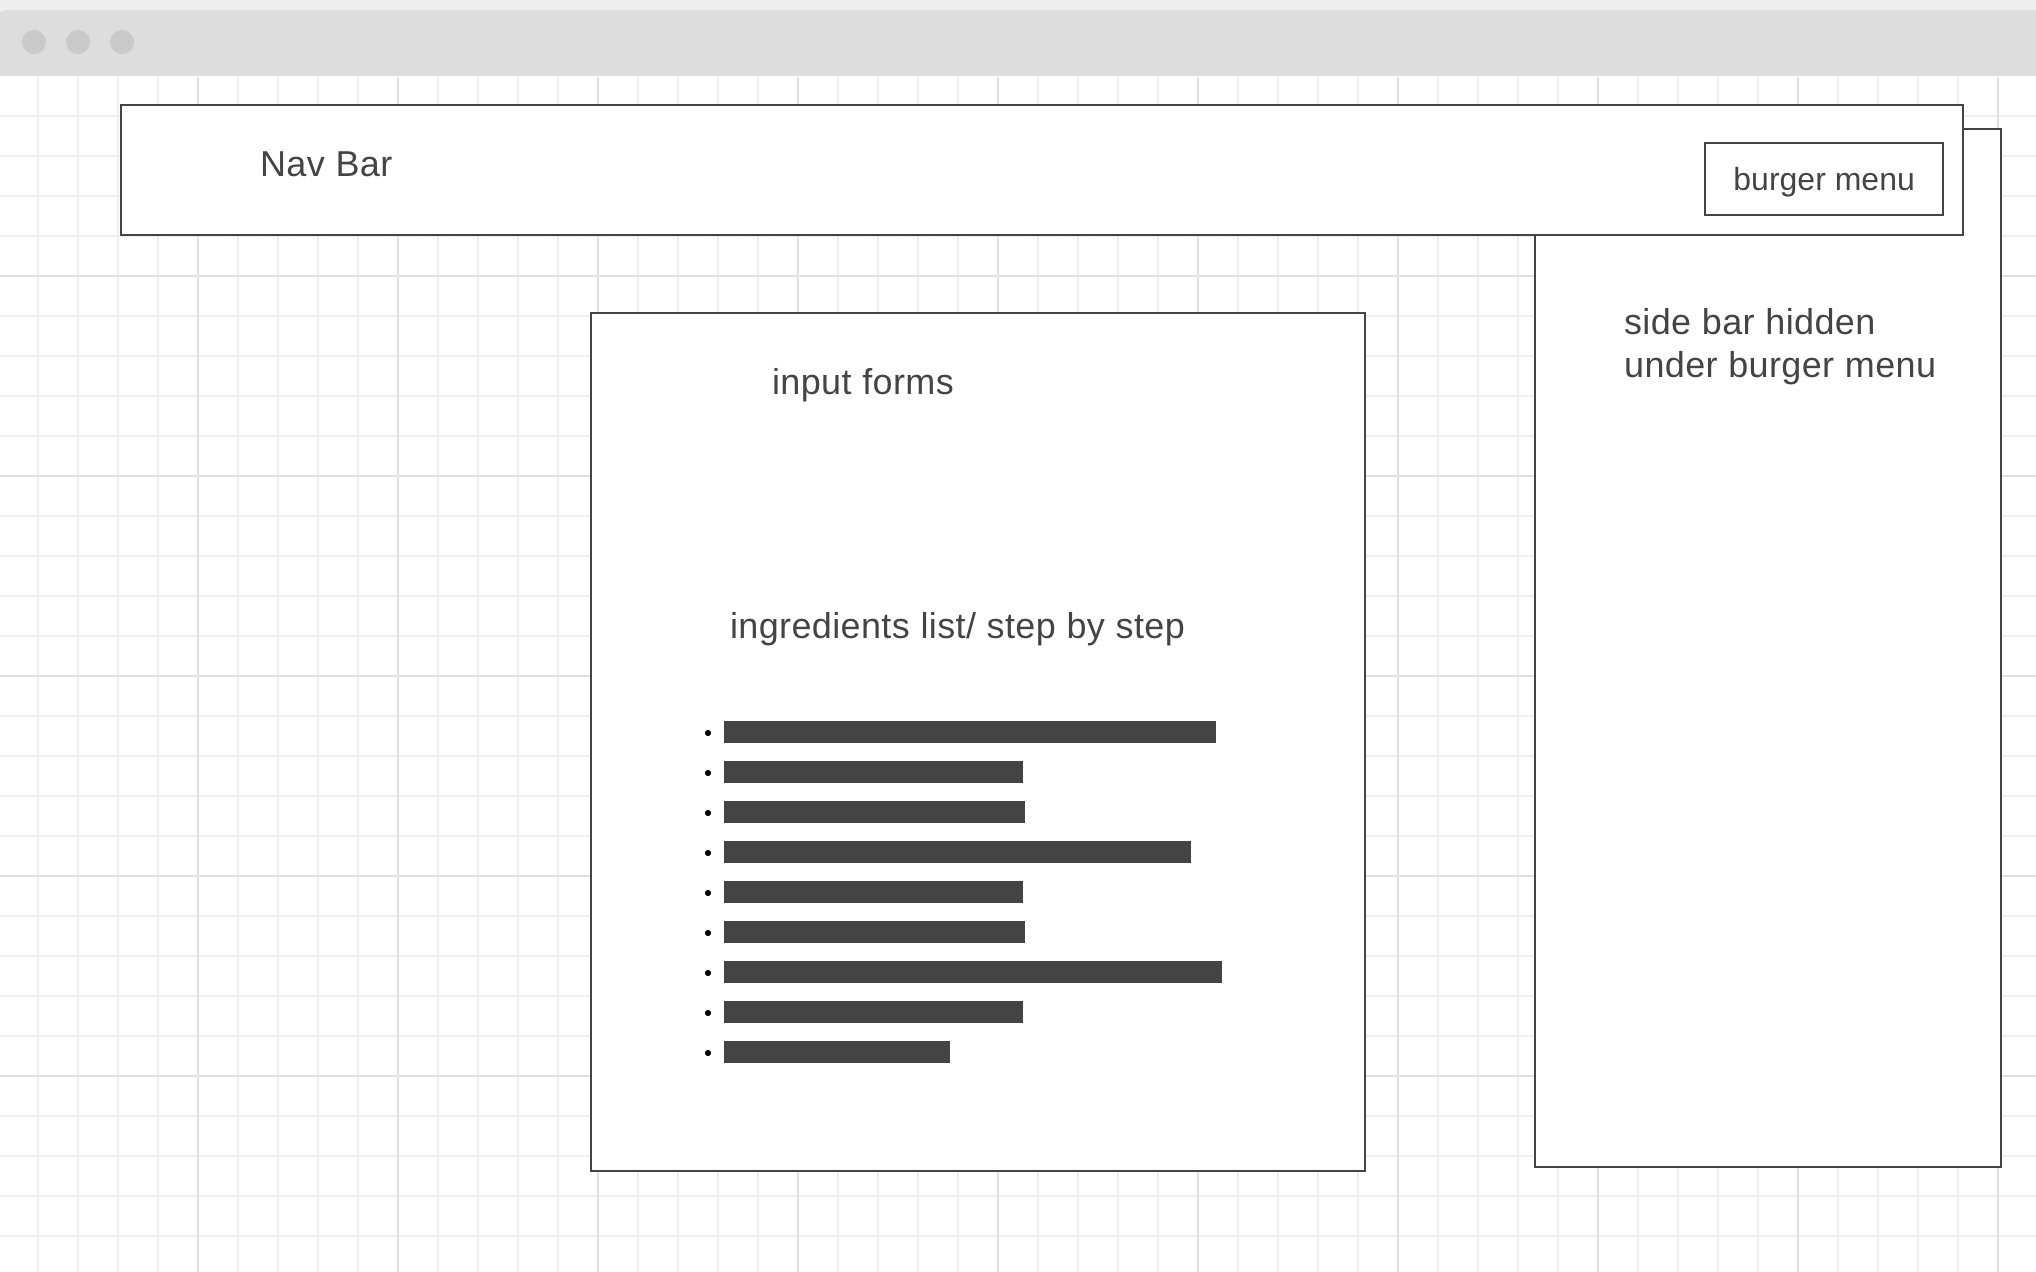 Nav Bar
burger menu
side bar hidden
under burger menu
input forms
ingredients list/ step by step